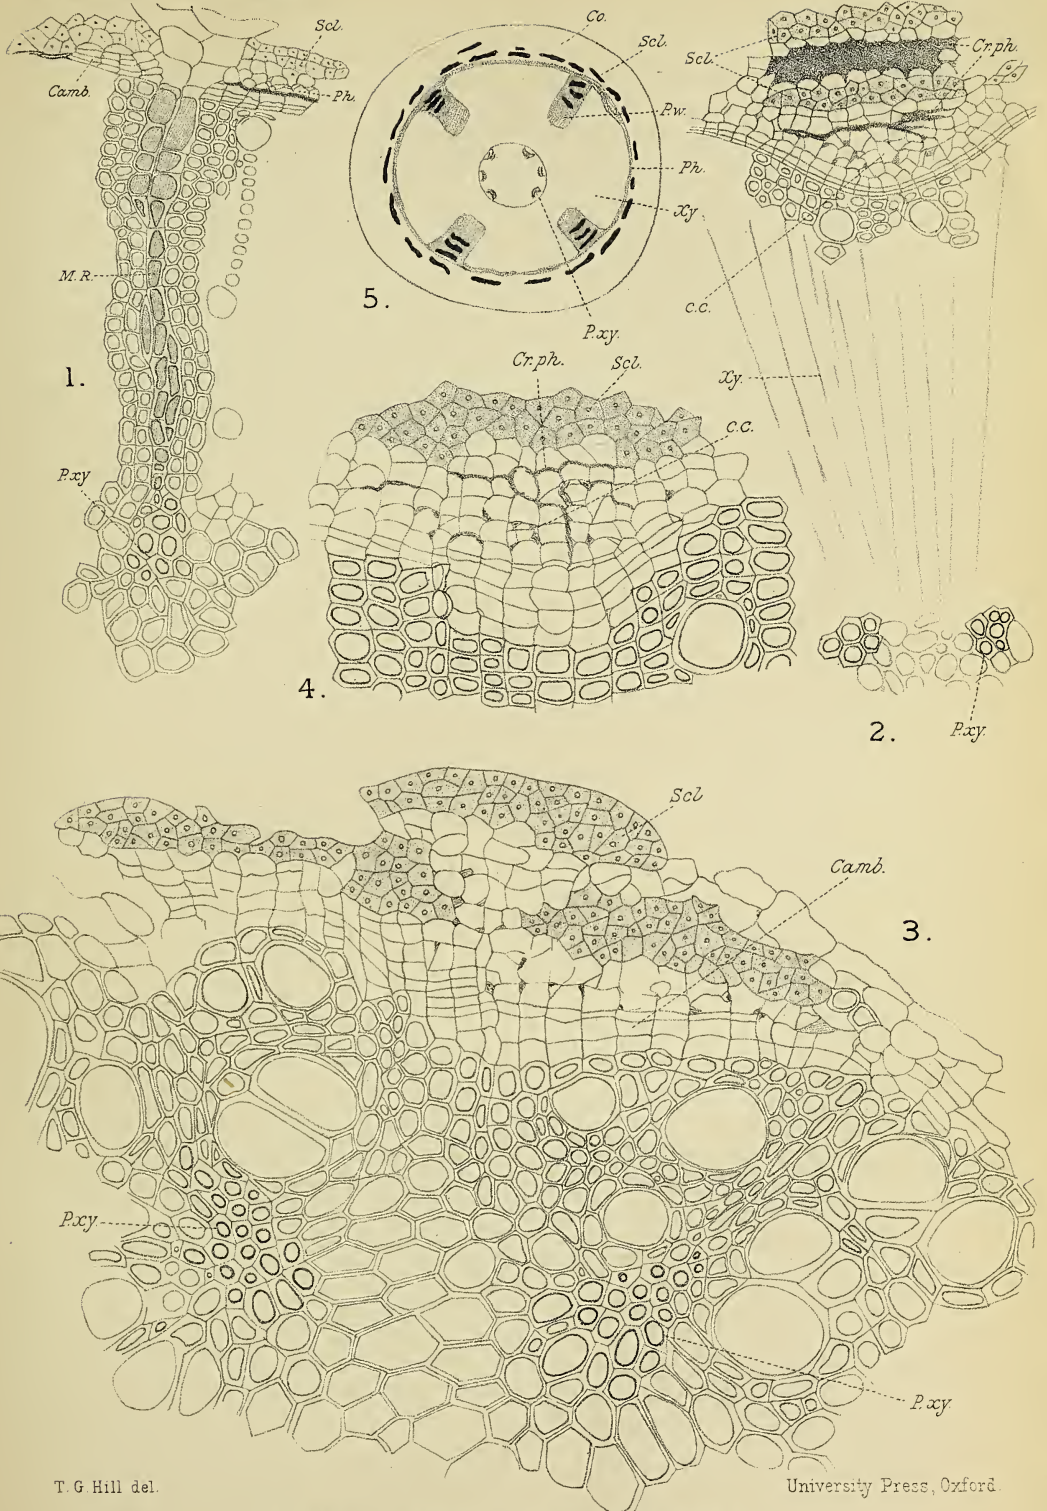 Scl.
Camb.
Ph.
M.R.
1.
P.xy
Co.
Scl.
P.w.
Ph.
Xy
P.xy.
5.
Scl.
Cr.ph.
c.c.
Xy.
P.xy.
2.
Cr.ph.
Scl.
c.c.
4.
Scl
Camb.
3.
P.xy
P.xy
T. G. Hill del.
University Press, Oxford.